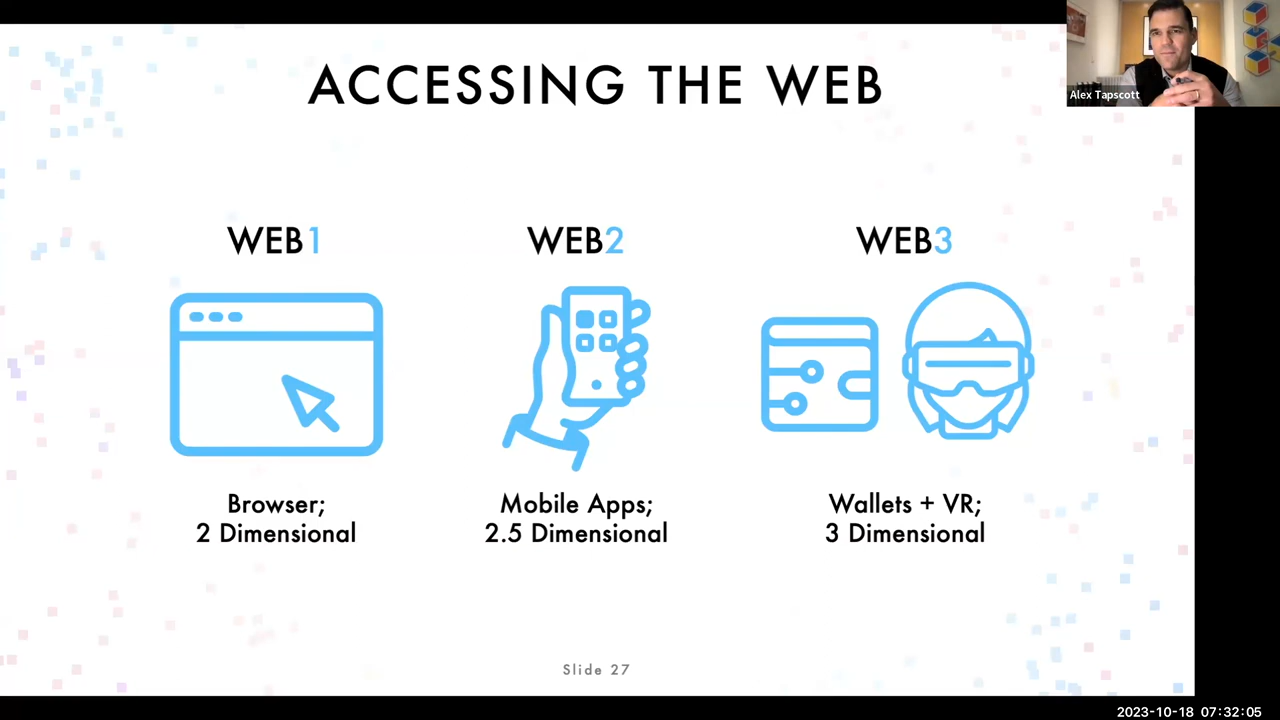 ACCESSING THE WEB
Alex Tapscott
WEB1
WEB2
WEB3
Browser;
2 Dimensional
Mobile Apps;
2.5 Dimensional
Wallets + VR;
3 Dimensional
Slide 27
2023-10-18 07:32:05